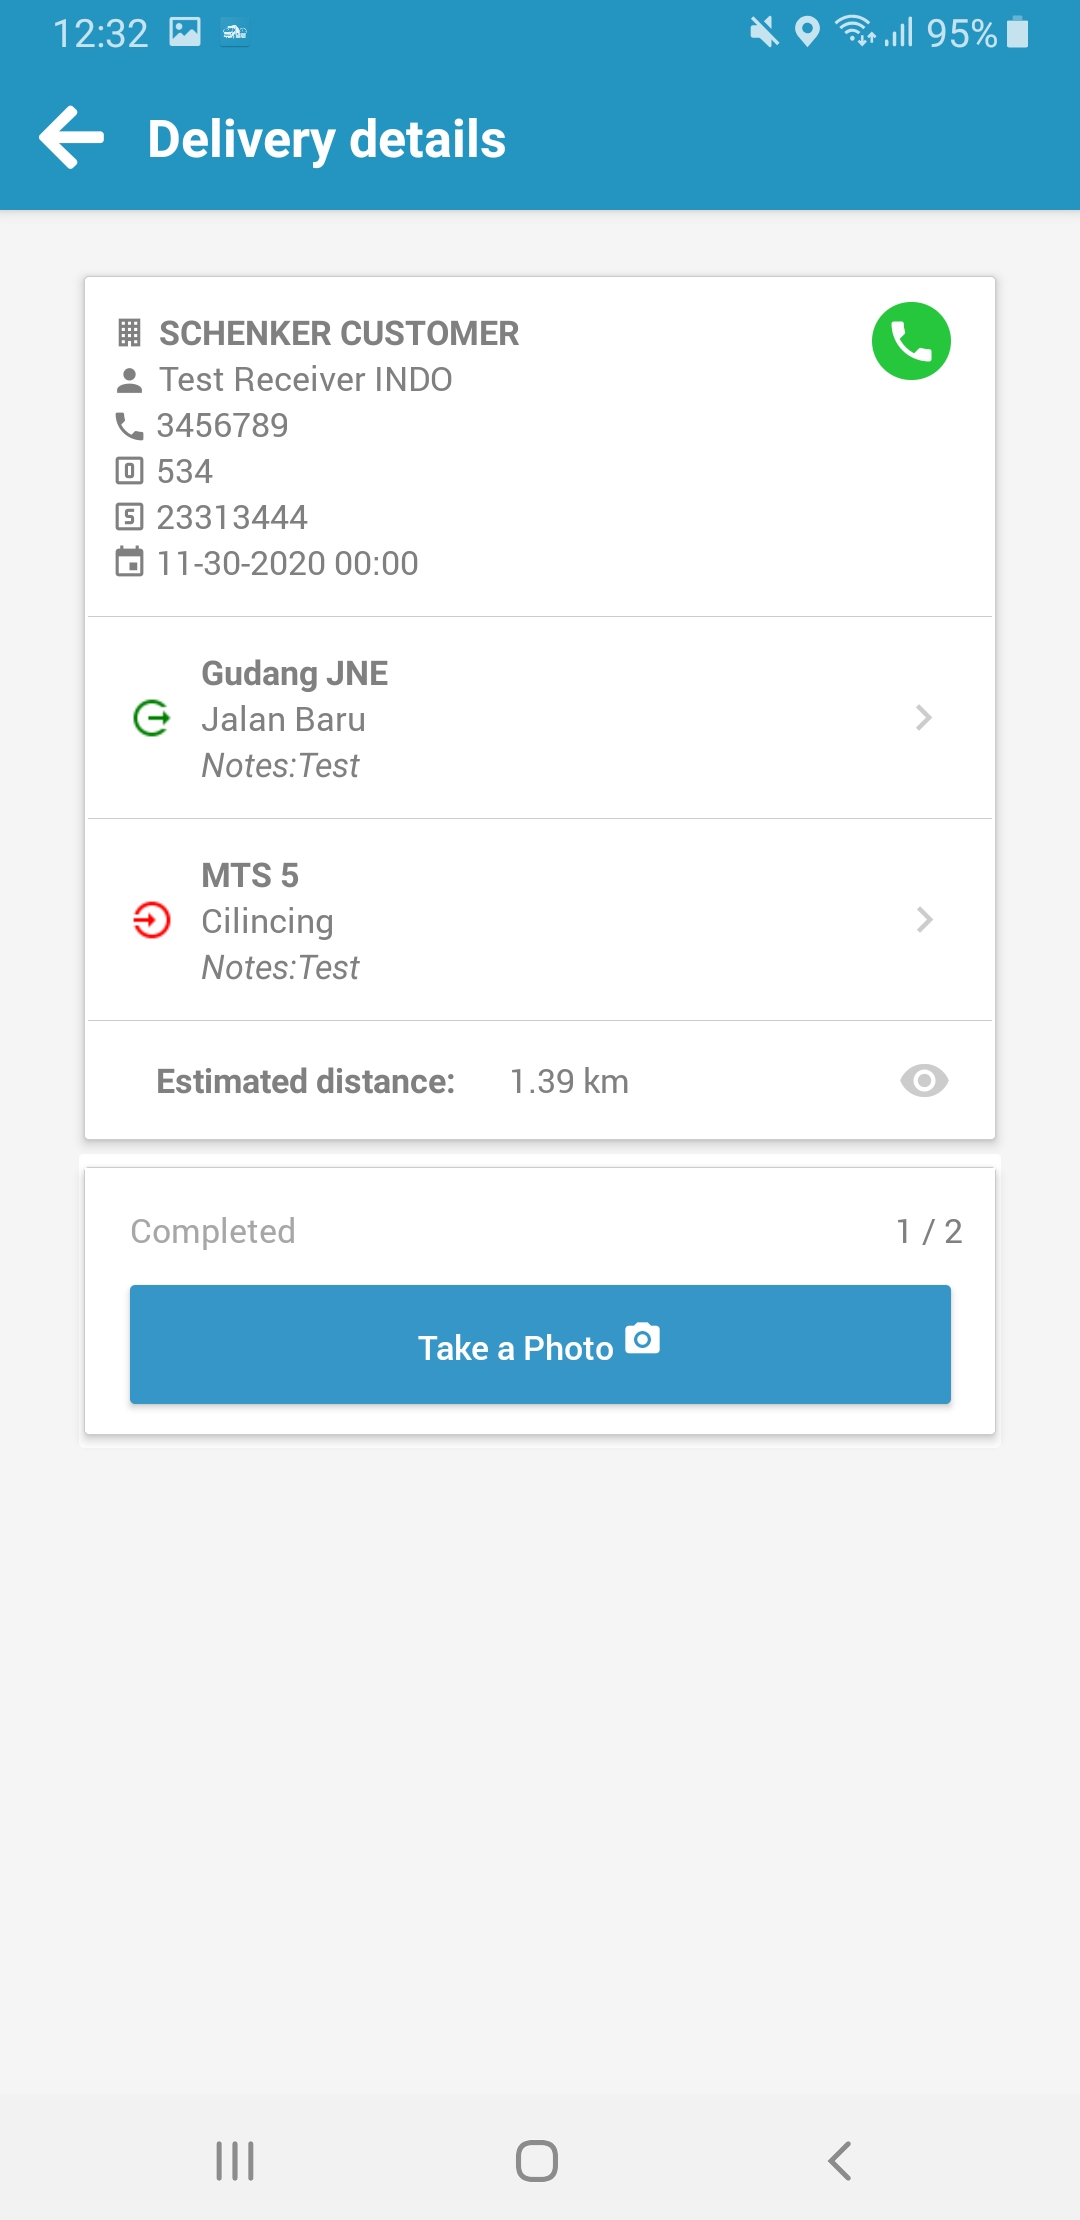 12:32
95%
Delivery details
SCHENKER CUSTOMER
Test Receiver INDO
3456789
534
23313444
11-30-2020 00:00
Gudang JNE
Jalan Baru
Notes:Test
MTS 5
Cilincing
Notes:Test
Estimated distance: 1.39 km
Completed 1 / 2
Take a Photo